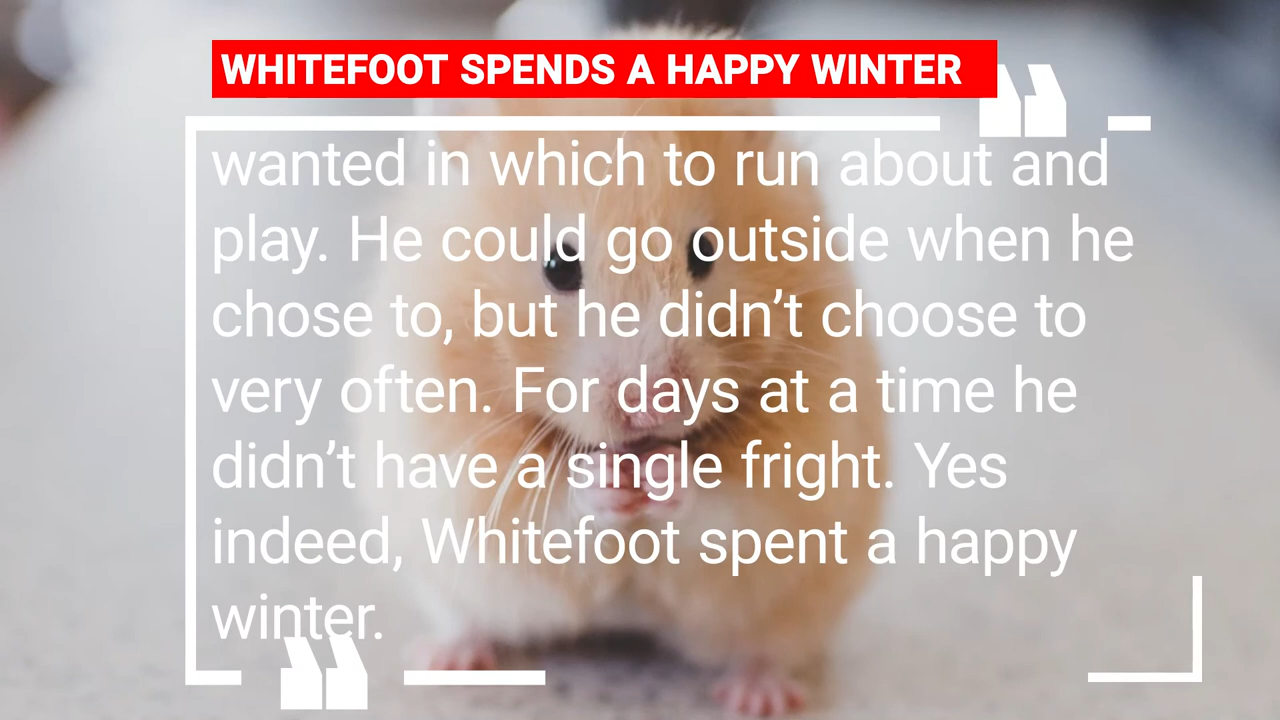 WHITEFOOT SPENDS A HAPPY WINTER
wanted in which to run about and
play. He could go outside when he
chose to, but he didn’t choose to
very often. For days at a time he
didn’t have a single fright. Yes
indeed, Whitefoot spent a happy
winter.